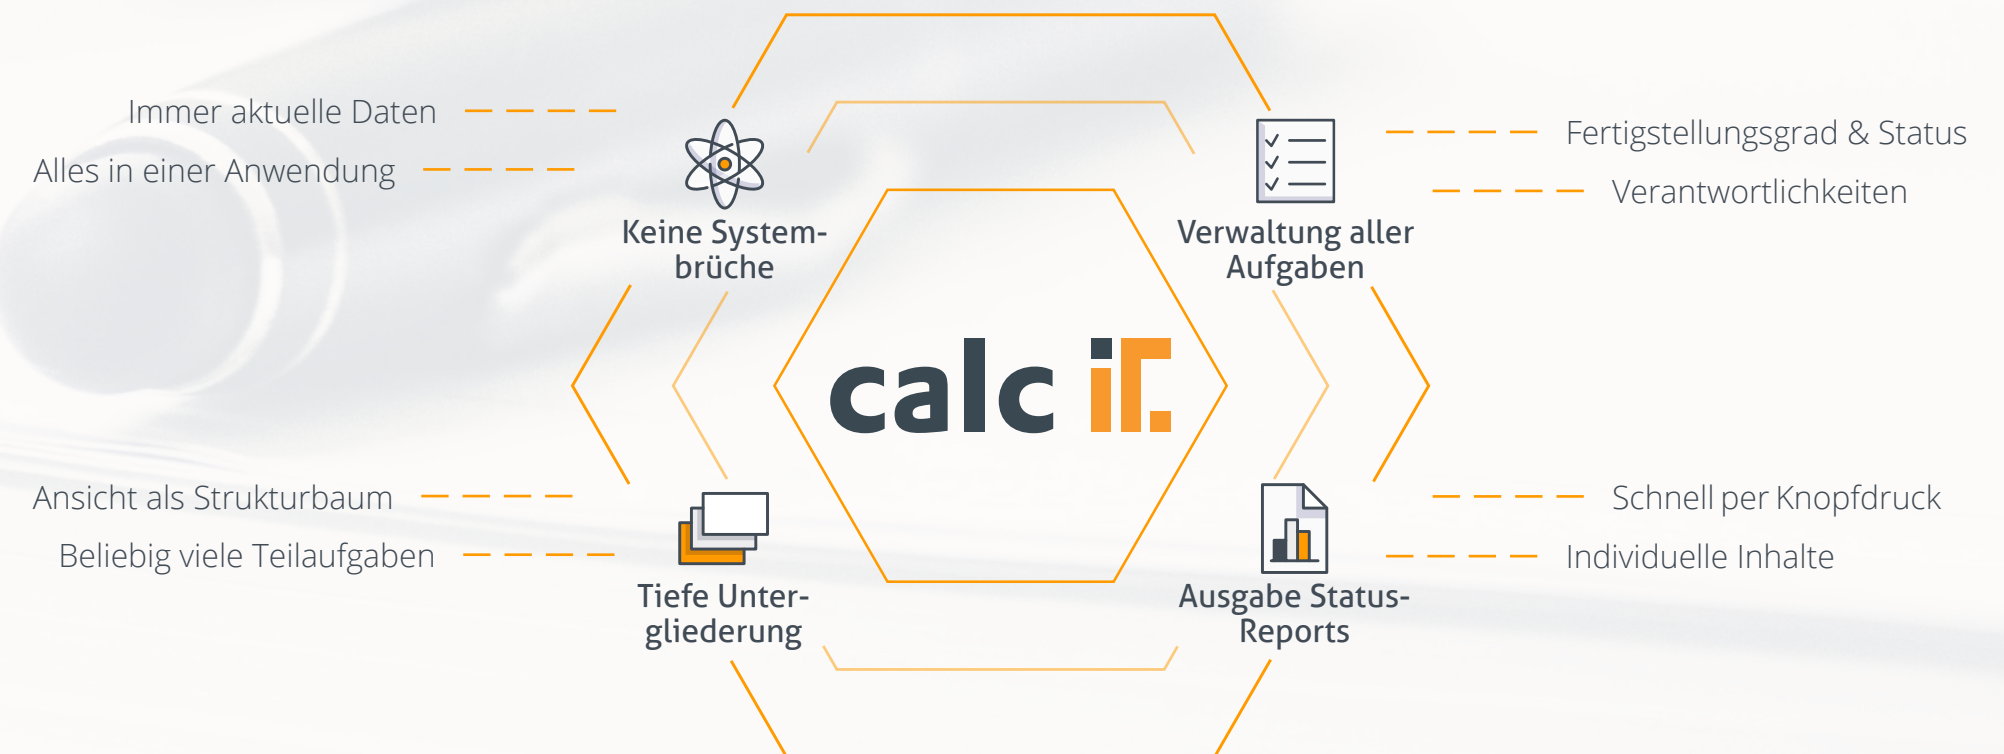 Immer aktuelle Daten
Alles in einer Anwendung
Keine System-
brüche
Fertigstellungsgrad & Status
Verantwortlichkeiten
Verwaltung aller
Aufgaben
calc iT.
Ansicht als Strukturbaum
Beliebig viele Teilaufgaben
Tiefe Unter-
gliederung
Schnell per Knopfdruck
Individuelle Inhalte
Ausgabe Status-
Reports